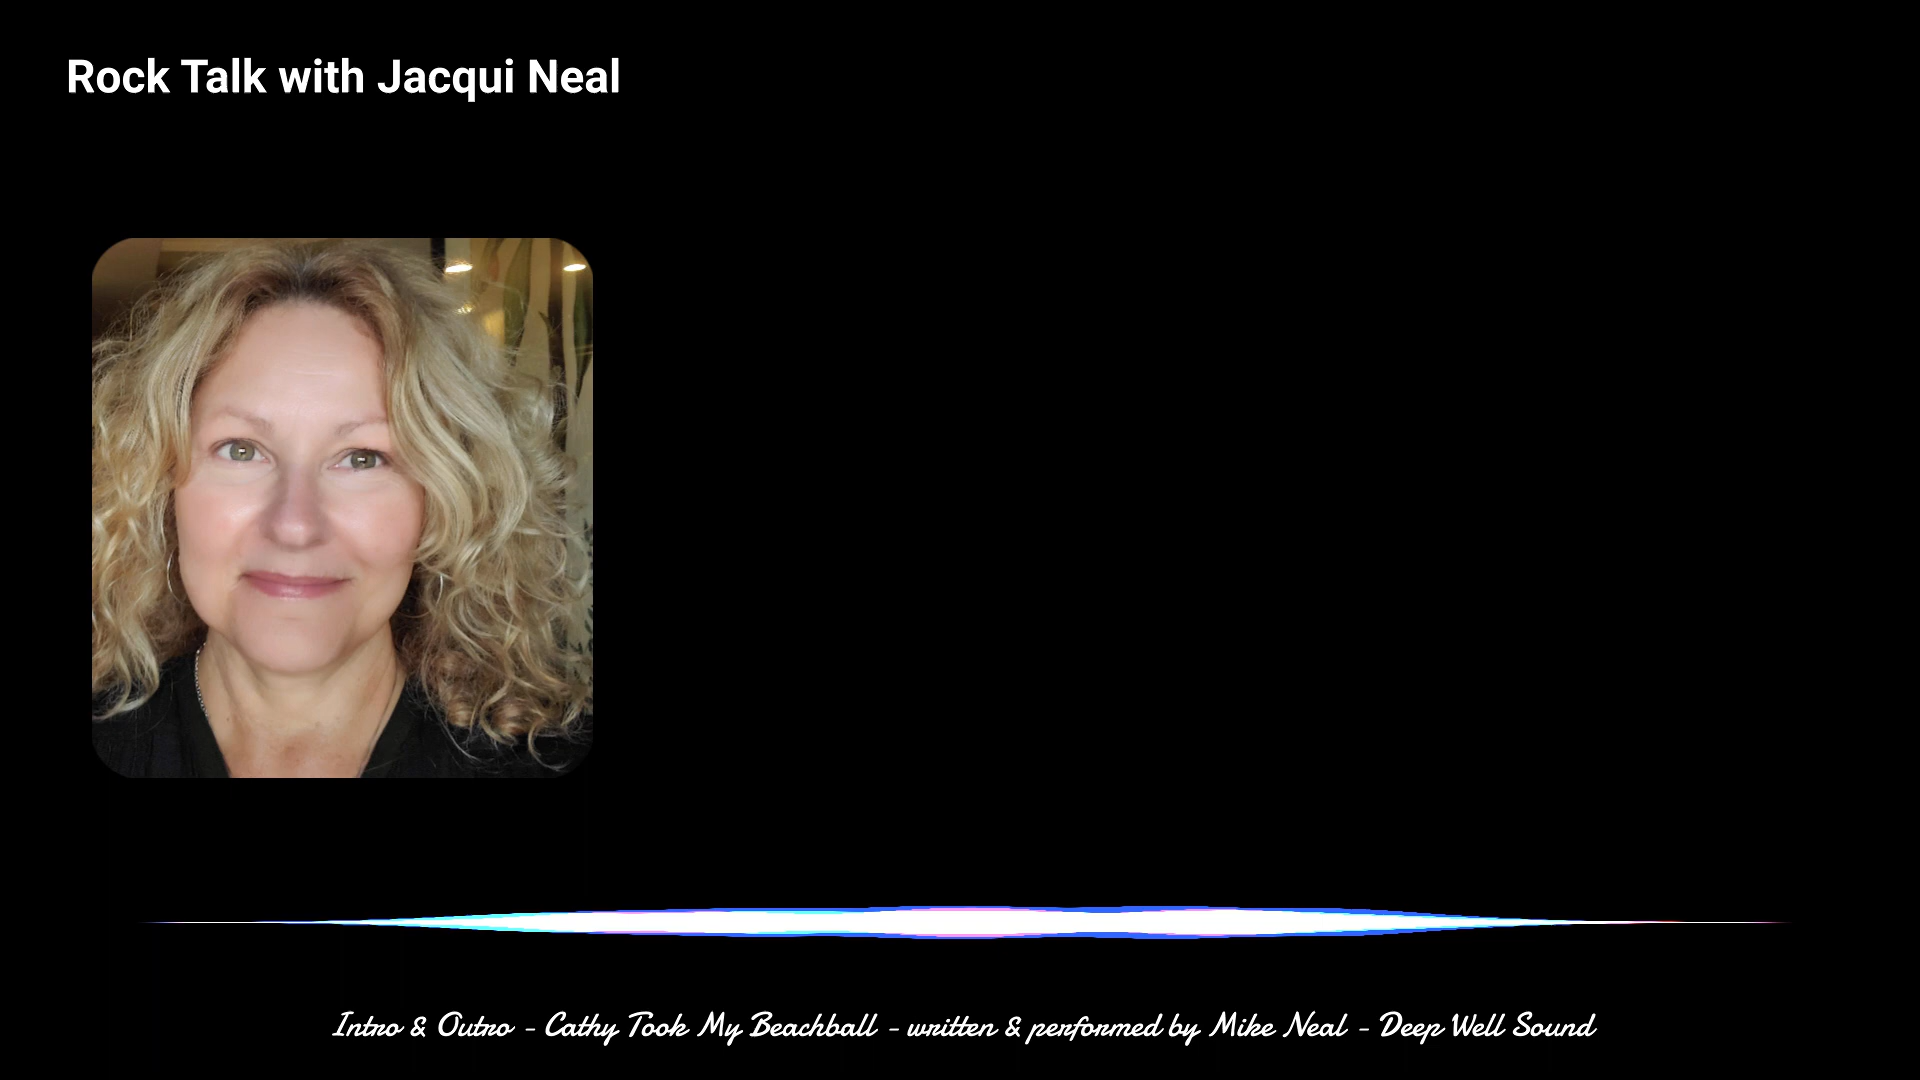 Rock Talk with Jacqui Neal
Intro & Outro - Cathy Took My Beachball - written & performed by Mike Neal - Deep Well Sound